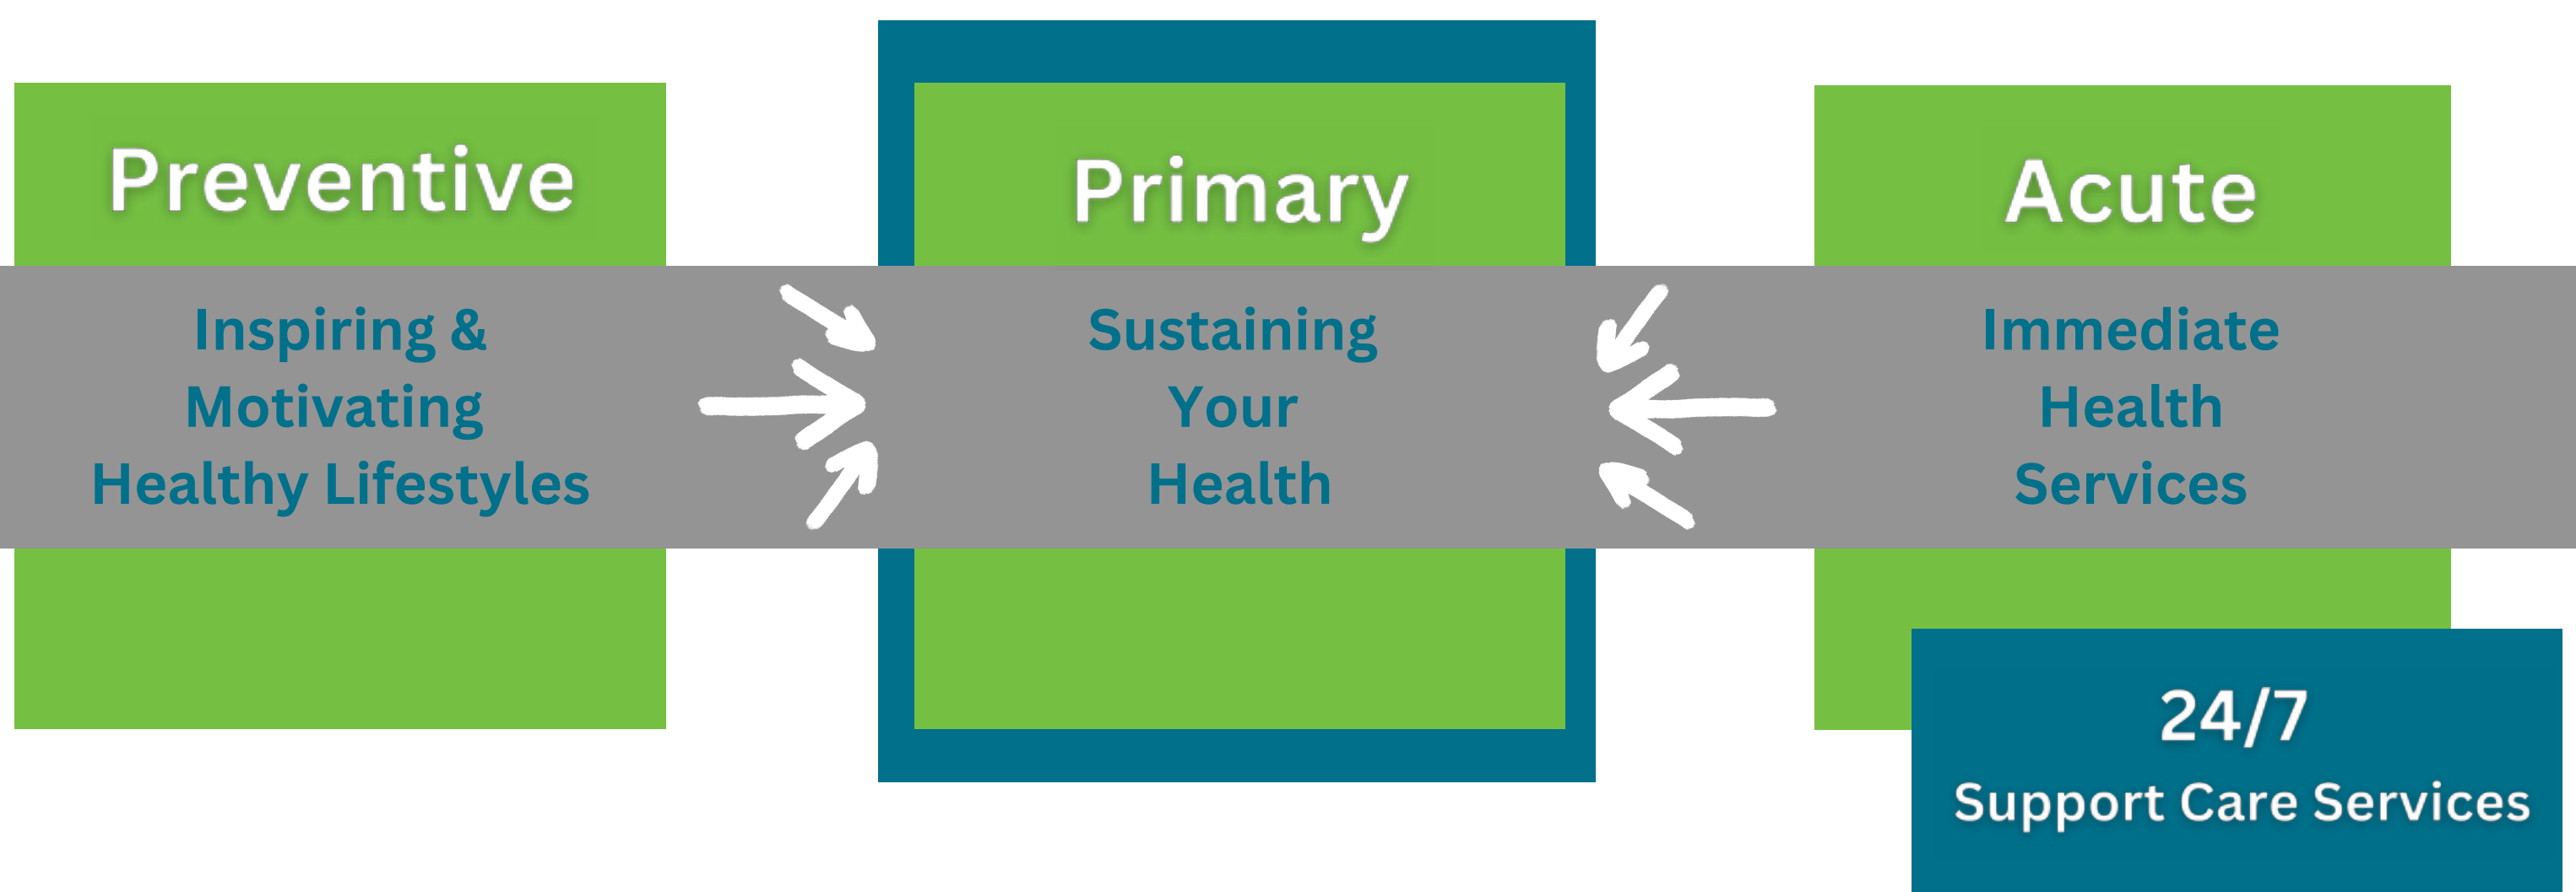 Preventive
Inspiring &
Motivating
Healthy Lifestyles
Primary
Sustaining
Your
Health
Acute
Immediate
Health
Services
24/7
Support Care Services